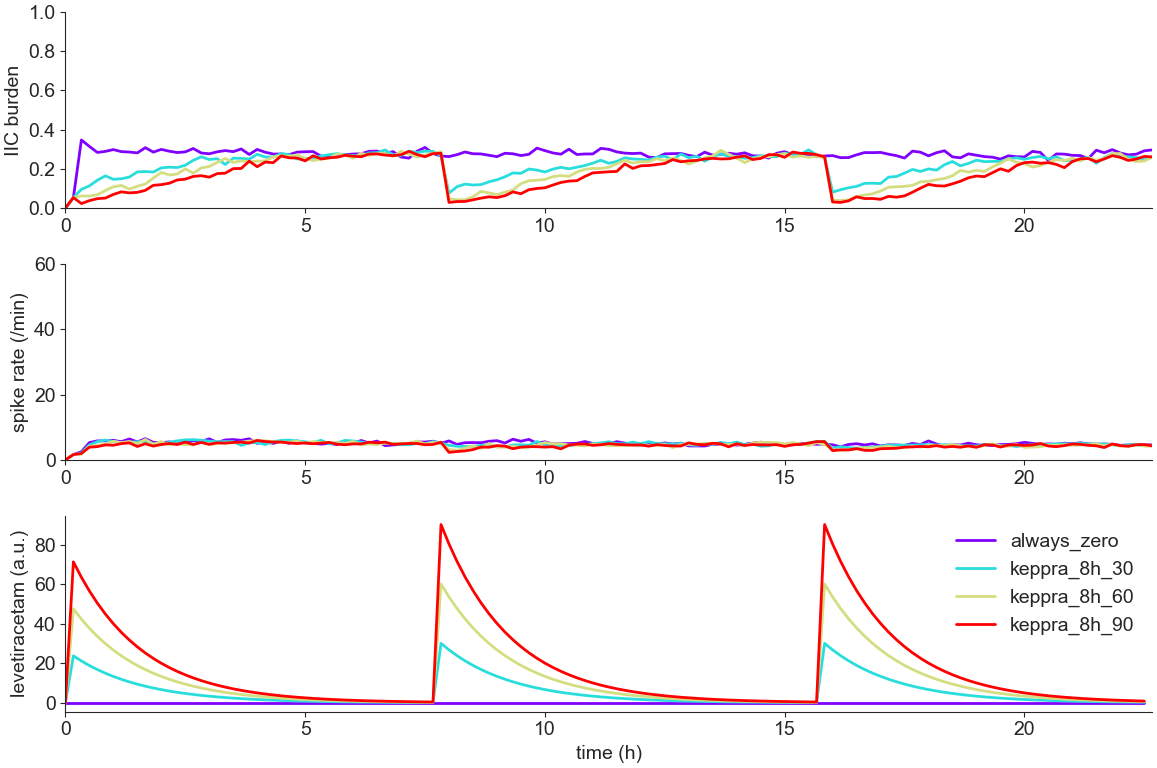 1.0
0.8
0.6
0.4
0.2
0.0
IIC burden
0 5 10 15 20
60
40
20
0
spike rate (/min)
0 5 10 15 20
80
60
40
20
0
levetiracetam (a.u.)
always_zero
keppra_8h_30
keppra_8h_60
keppra_8h_90
0 5 10 15 20
time (h)